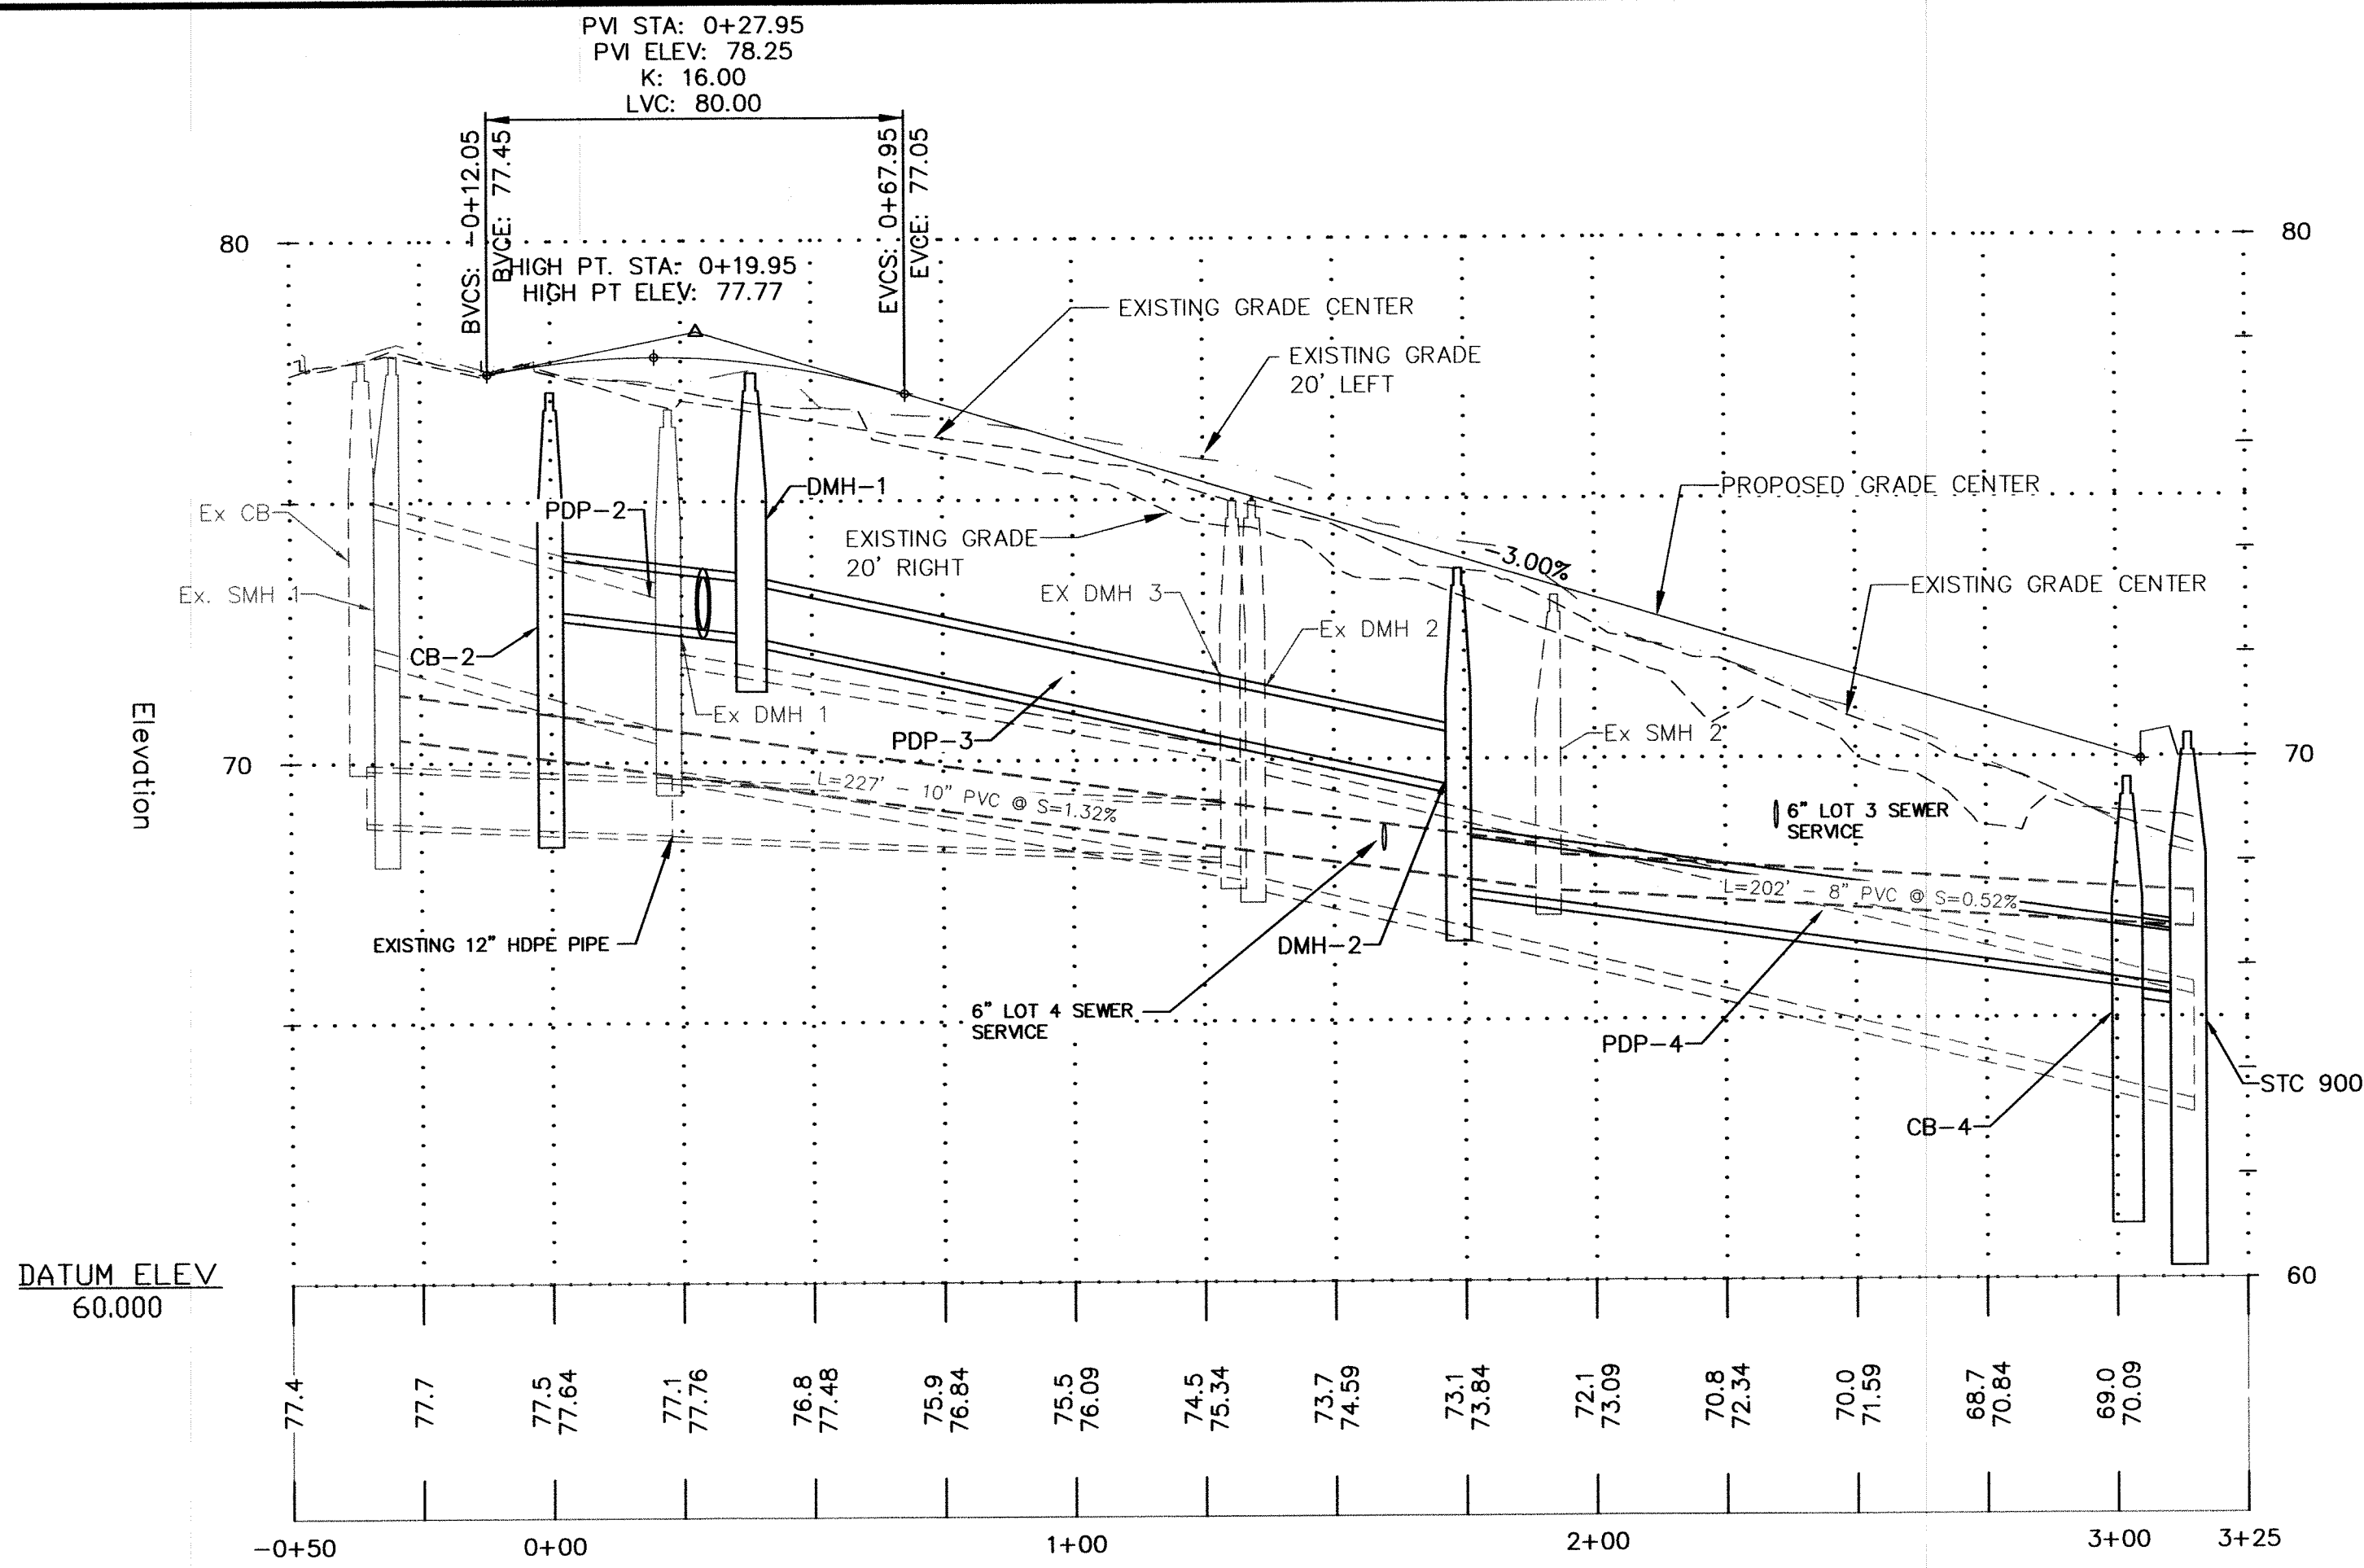 PVI STA: 0+27.95
PVI ELEV: 78.25
K: 16.00
LVC: 80.00
BVCS: -0+12.05
BVCE: 77.45
EVCS: 0+67.95
EVCE: 77.05
80
80
HIGH PT. STA: 0+19.95
HIGH PT ELEV: 77.77
EXISTING GRADE CENTER
EXISTING GRADE
20' LEFT
DMH-1
PROPOSED GRADE CENTER
Ex CB
PDP-2
EXISTING GRADE
20' RIGHT
-3.00%
EXISTING GRADE CENTER
Ex. SMH 1
EX DMH 3
Ex DMH 2
CB-2
Ex DMH 1
PDP-3
Ex SMH 2
Elevation
70
70
L=227' - 10" PVC @ S=1.32%
6" LOT 3 SEWER
SERVICE
L=202' - 8" PVC @ S=0.52%
EXISTING 12" HDPE PIPE
DMH-2
6" LOT 4 SEWER
SERVICE
PDP-4
STC 900
CB-4
DATUM ELEV
60.000
60
77.4
77.7
77.5
77.64
77.1
77.76
76.8
77.48
75.9
76.84
75.5
76.09
74.5
75.34
73.7
74.59
73.1
73.84
72.1
73.09
70.8
72.34
70.0
71.59
68.7
70.84
69.0
70.09
-0+50
0+00
1+00
2+00
3+00
3+25